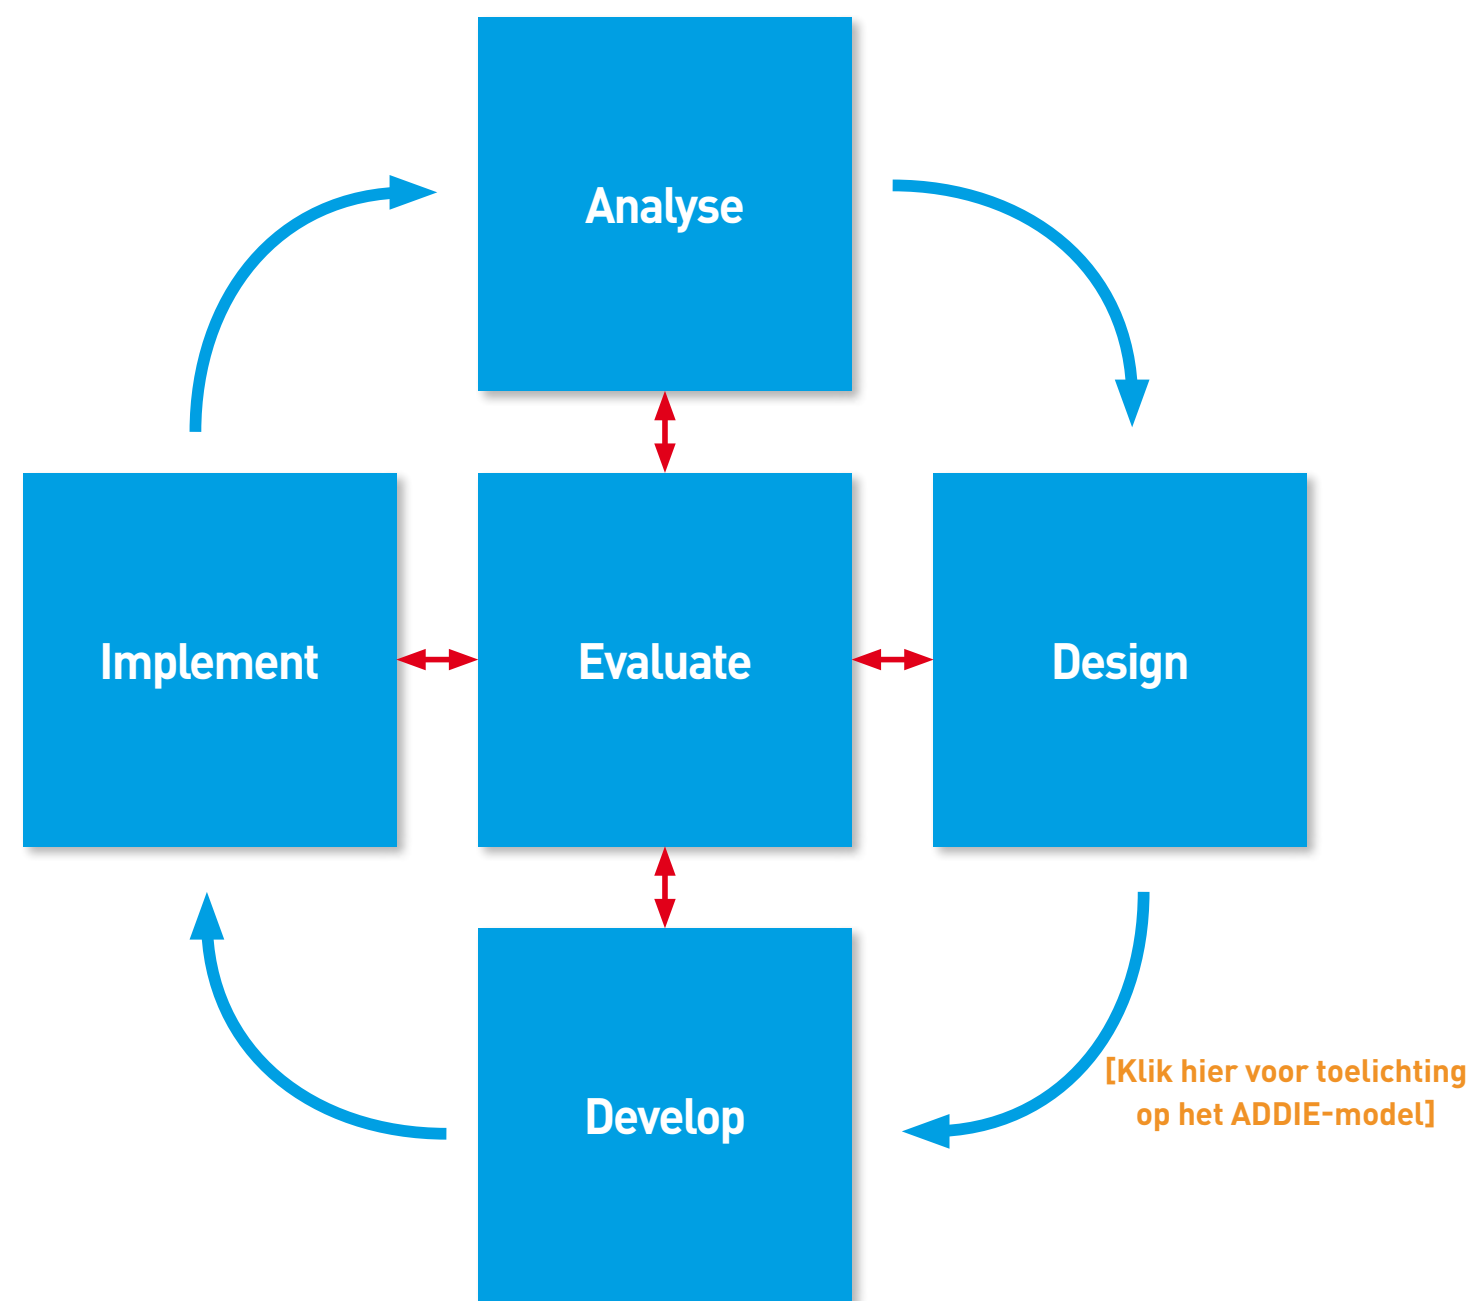 Analyse
Implement
Evaluate
Design
[Klik hier voor toelichting
op het ADDIE-model]
Develop